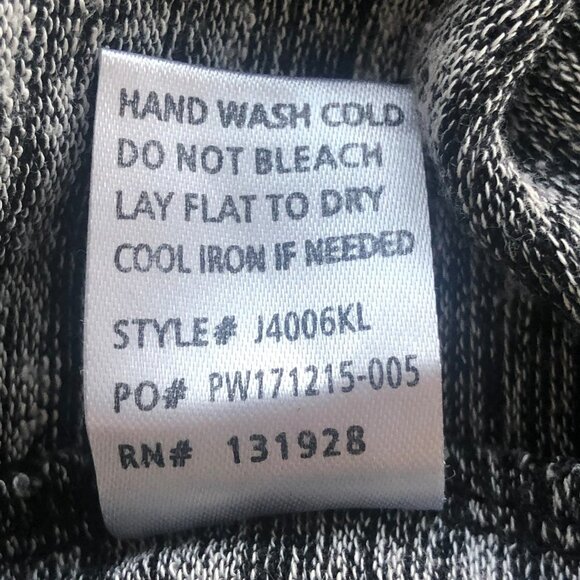 HAND WASH COLD
DO NOT BLEACH
LAY FLAT TO DRY
COOL IRON IF NEEDED
STYLE# J4006KL
PO# PW171215-005
RN# 131928